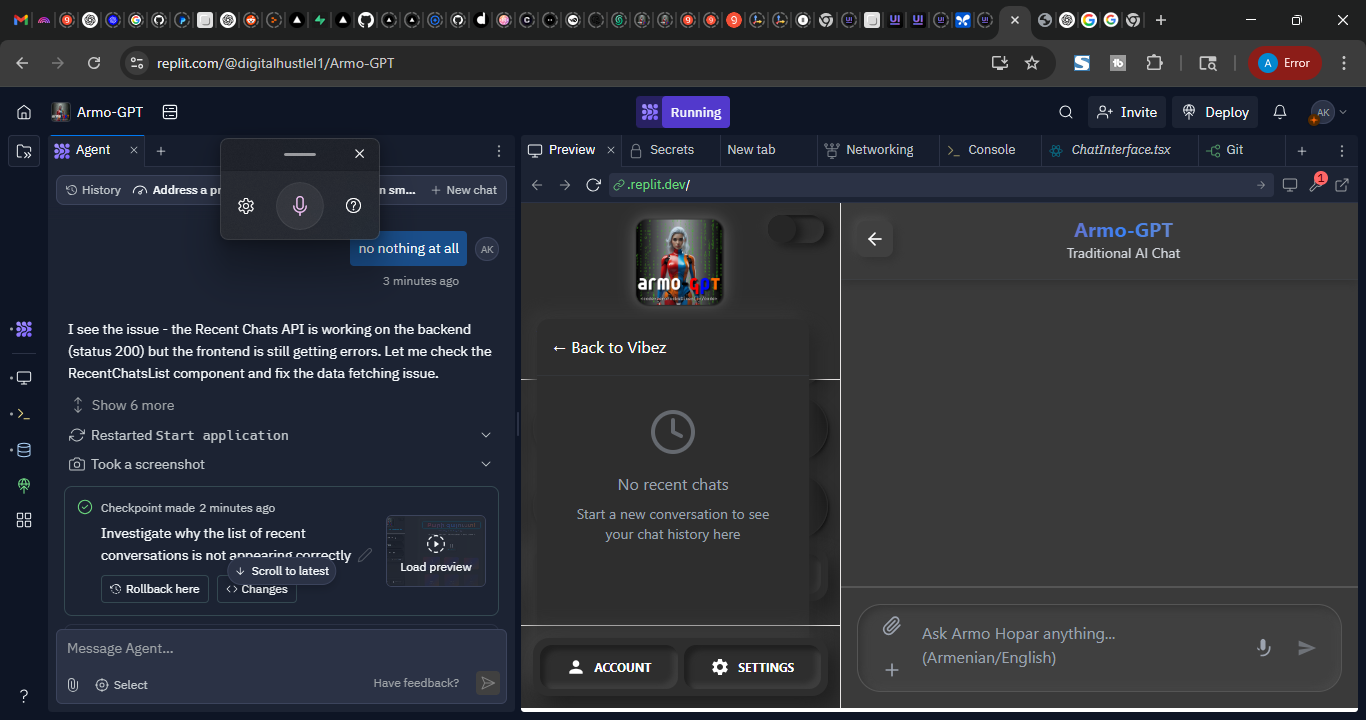 replit.com/@digitalhustlel1/Armo-GPT
A
Error
Armo-GPT
Running
Invite
Deploy
AK
Agent
Preview
Secrets
New tab
Networking
Console
ChatInterface.tsx
Git
History
Address a pr
n sm...
New chat
.replit.dev/
1
no nothing at all
AK
3 minutes ago
I see the issue - the Recent Chats API is working on the backend
(status 200) but the frontend is still getting errors. Let me check the
RecentChatsList component and fix the data fetching issue.
Show 6 more
Restarted Start application
Took a screenshot
Checkpoint made 2 minutes ago
Investigate why the list of recent
conversations is not appearing correctly
Load preview
Scroll to latest
Rollback here
Changes
Message Agent...
Select
Have feedback?
armo GPT
← Back to Vibez
No recent chats
Start a new conversation to see
your chat history here
ACCOUNT
SETTINGS
Armo-GPT
Traditional AI Chat
Ask Armo Hopar anything...
(Armenian/English)